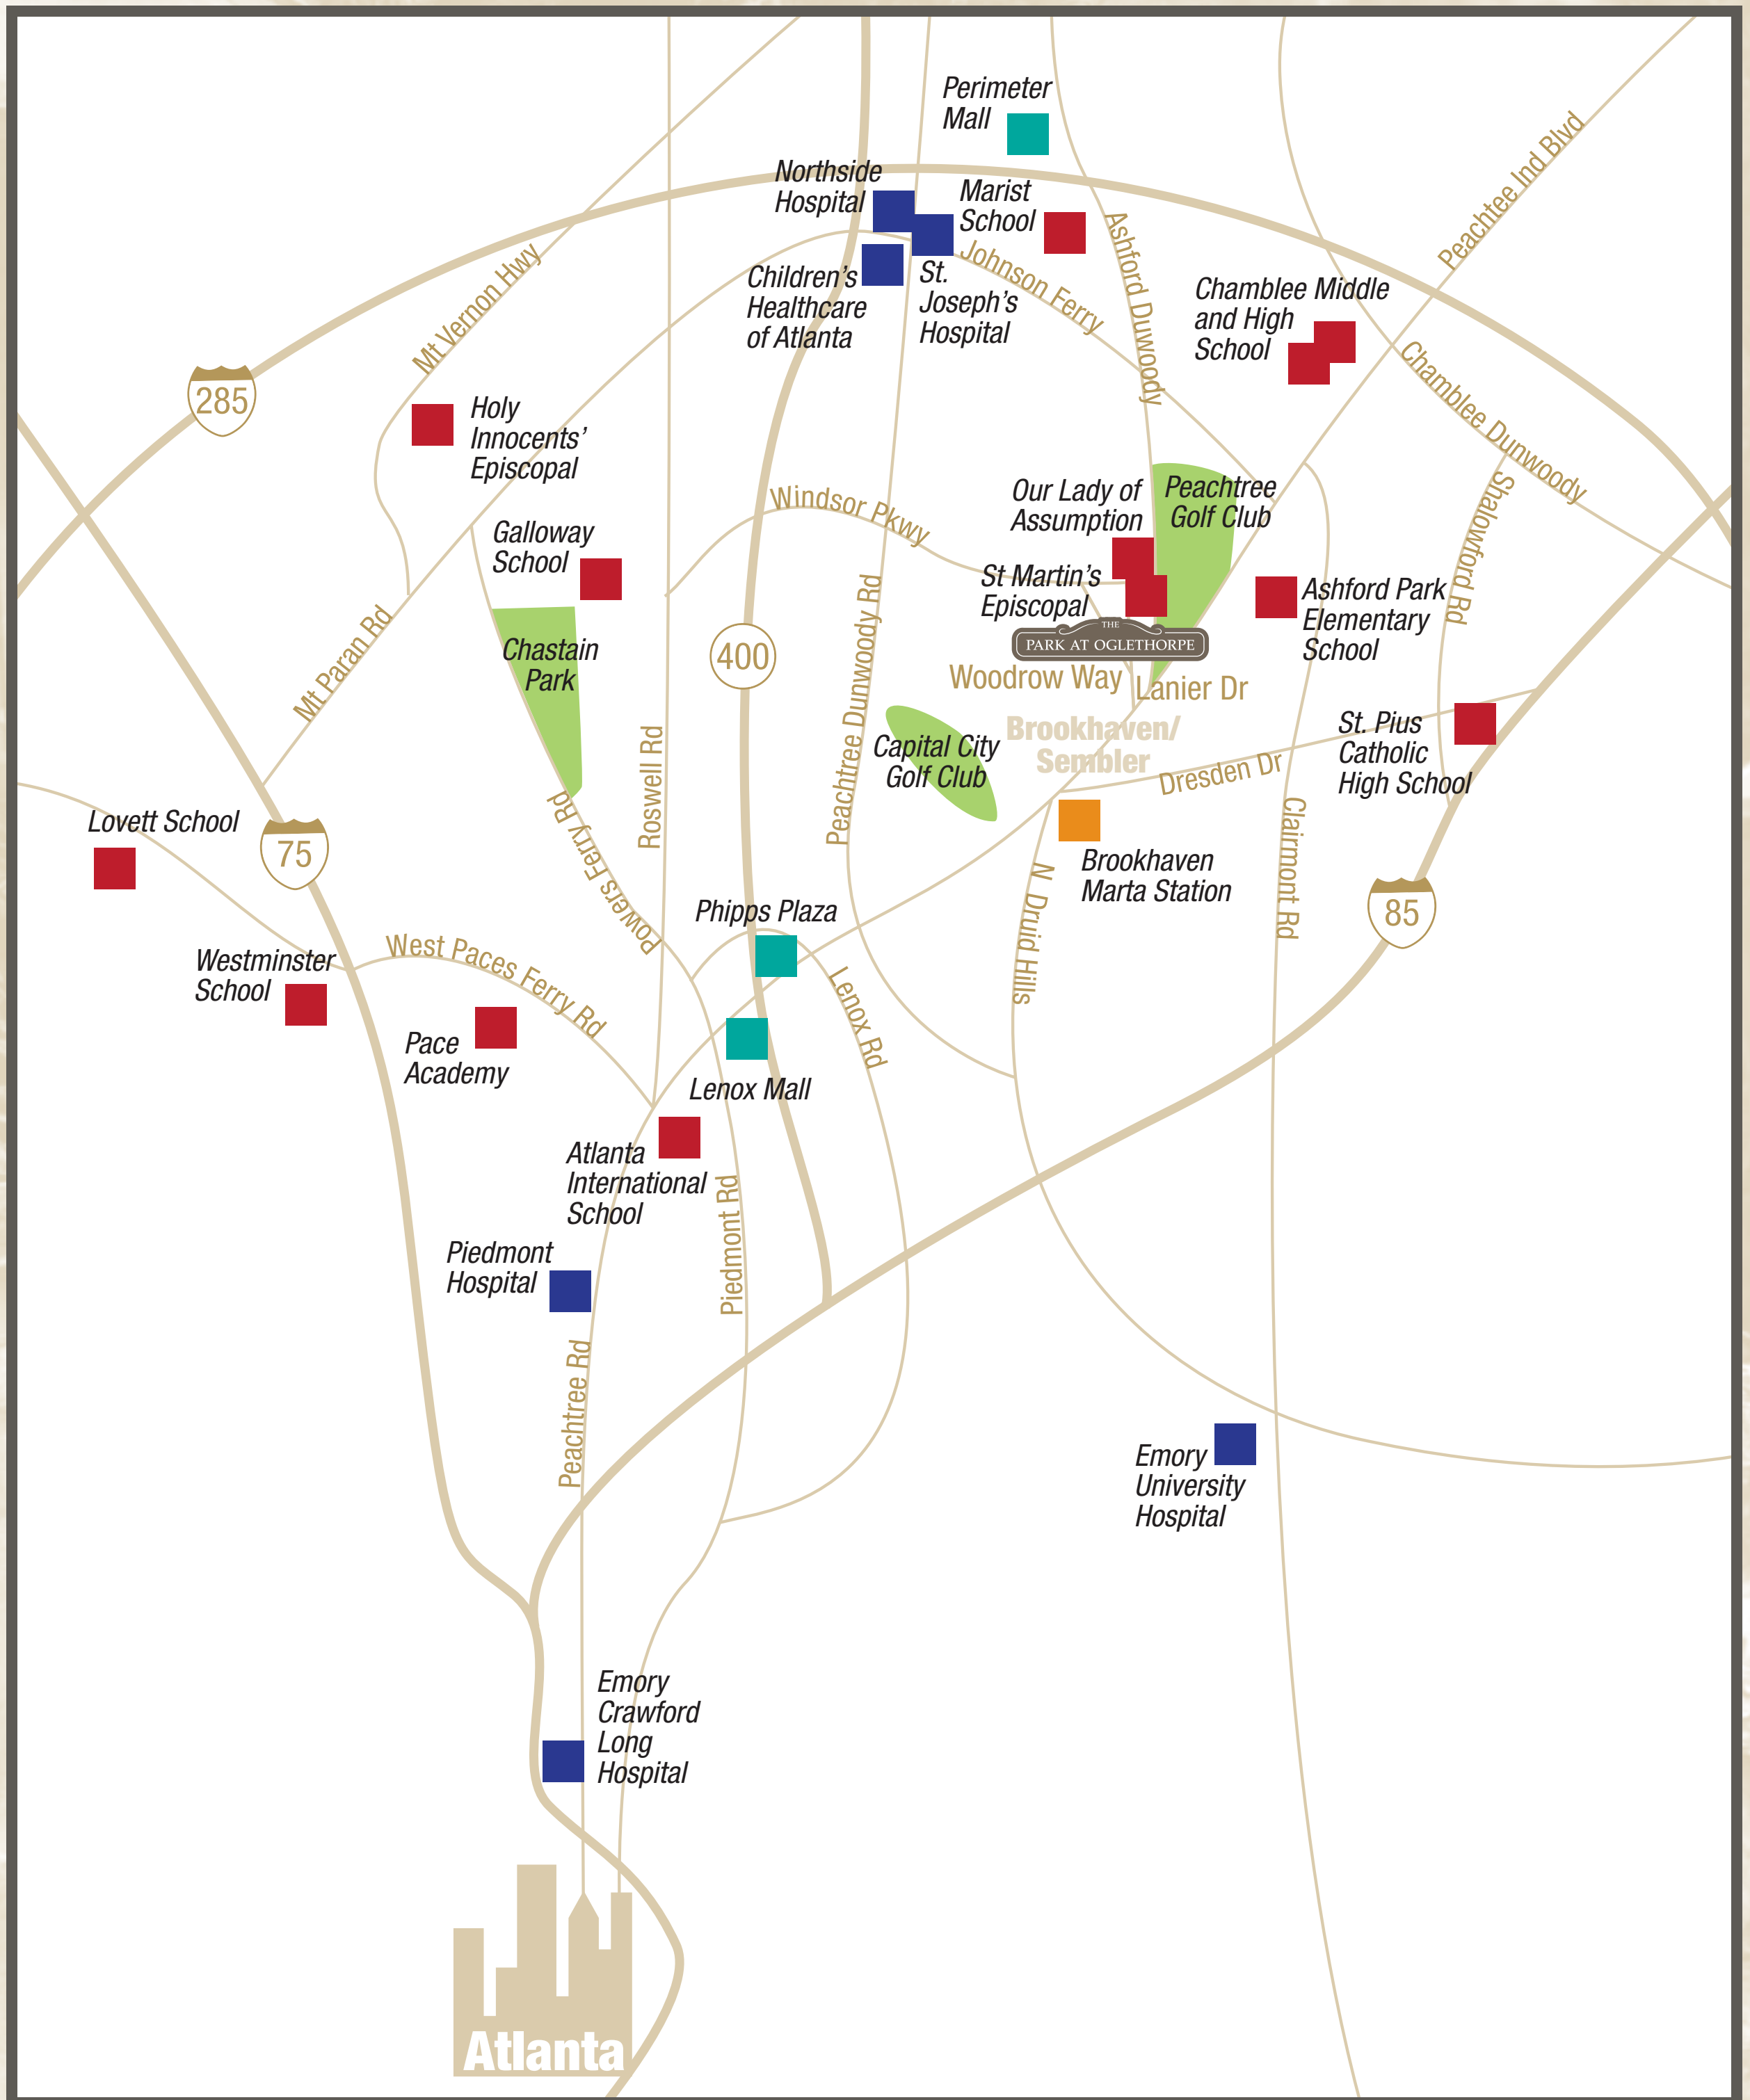 Perimeter
Mall
Northside
Hospital
Marist
School
Peachtee Ind Blvd
Ashford Duwoody
Johnson Ferry
Mt Vernon Hwy
Children's
Healthcare
of Atlanta
St.
Joseph's
Hospital
Chamblee Middle
and High
School
Chamblee Dunwoody
285
Holy
Innocents'
Episcopal
Windsor Pkwy
Our Lady of
Assumption
Peachtree
Golf Club
Shalowford Rd
Galloway
School
St Martin's
Episcopal
Ashford Park
Elementary
School
THE
PARK AT OGLETHORPE
Chastain
Park
400
Mt Paran Rd
Peachtree Dunwoody Rd
Woodrow Way
Lanier Dr
Brookhaven/
Sembler
Capital City
Golf Club
St. Pius
Catholic
High School
Dresden Dr
Roswell Rd
Lovett School
75
Powers Ferry Rd
Brookhaven
Marta Station
N Druid Hills
Clairmont Rd
85
Phipps Plaza
Westminster
School
West Paces Ferry Rd
Lenox Rd
Pace
Academy
Lenox Mall
Atlanta
International
School
Piedmont Rd
Piedmont
Hospital
Peachtree Rd
Emory
University
Hospital
Emory
Crawford
Long
Hospital
Atlanta